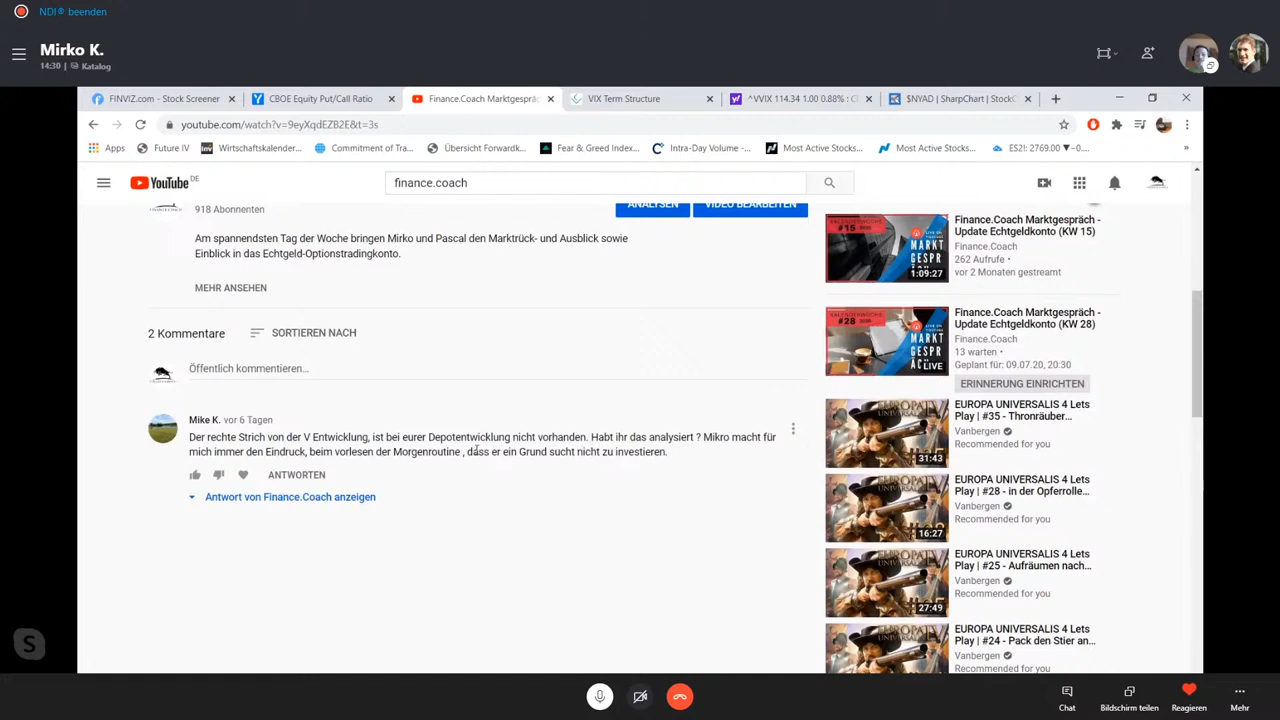 NDI® beenden
Mirko K.
14:30 | Katalog
FINVIZ.com - Stock Screener
CBOE Equity Put/Call Ratio
Finance.Coach Marktgespräc
VIX Term Structure
^VVIX 114.34 1.00 0.88% : C
$NYAD | SharpChart | StockC
youtube.com/watch?v=9eyXqdEZB2E&t=3s
Apps
Future IV
Wirtschaftskalender...
Commitment of Tra...
Übersicht Forwardk...
Fear & Greed Index...
Intra-Day Volume -...
Most Active Stocks...
Most Active Stocks...
ES2!: 2769.00 ▼−0....
YouTube DE
finance.coach
918 Abonnenten
ANALYSEN
VIDEO BEARBEITEN
Am spannendsten Tag der Woche bringen Mirko und Pascal den Marktrück- und Ausblick sowie
Einblick in das Echtgeld-Optionstradingkonto.
MEHR ANSEHEN
2 Kommentare
SORTIEREN NACH
Öffentlich kommentieren...
Mike K. vor 6 Tagen
Der rechte Strich von der V Entwicklung, ist bei eurer Depotentwicklung nicht vorhanden. Habt ihr das analysiert ? Mikro macht für
mich immer den Eindruck, beim vorlesen der Morgenroutine , dass er ein Grund sucht nicht zu investieren.
ANTWORTEN
Antwort von Finance.Coach anzeigen
#15
LIVE ON
MARKT
GESPR
1:09:27
Finance.Coach Marktgespräch -
Update Echtgeldkonto (KW 15)
Finance.Coach
262 Aufrufe •
vor 2 Monaten gestreamt
#28
LIVE ON
MARKT
GESPR
LIVE
Finance.Coach Marktgespräch -
Update Echtgeldkonto (KW 28)
Finance.Coach
13 warten •
Geplant für: 09.07.20, 20:30
ERINNERUNG EINRICHTEN
31:43
EUROPA UNIVERSALIS 4 Lets
Play | #35 - Thronräuber...
Vanbergen
Recommended for you
16:27
EUROPA UNIVERSALIS 4 Lets
Play | #28 - in der Opferrolle...
Vanbergen
Recommended for you
27:49
EUROPA UNIVERSALIS 4 Lets
Play | #25 - Aufräumen nach...
Vanbergen
Recommended for you
EUROPA UNIVERSALIS 4 Lets
Play | #24 - Pack den Stier an...
Vanbergen
Recommended for you
Chat
Bildschirm teilen
Reagieren
Mehr